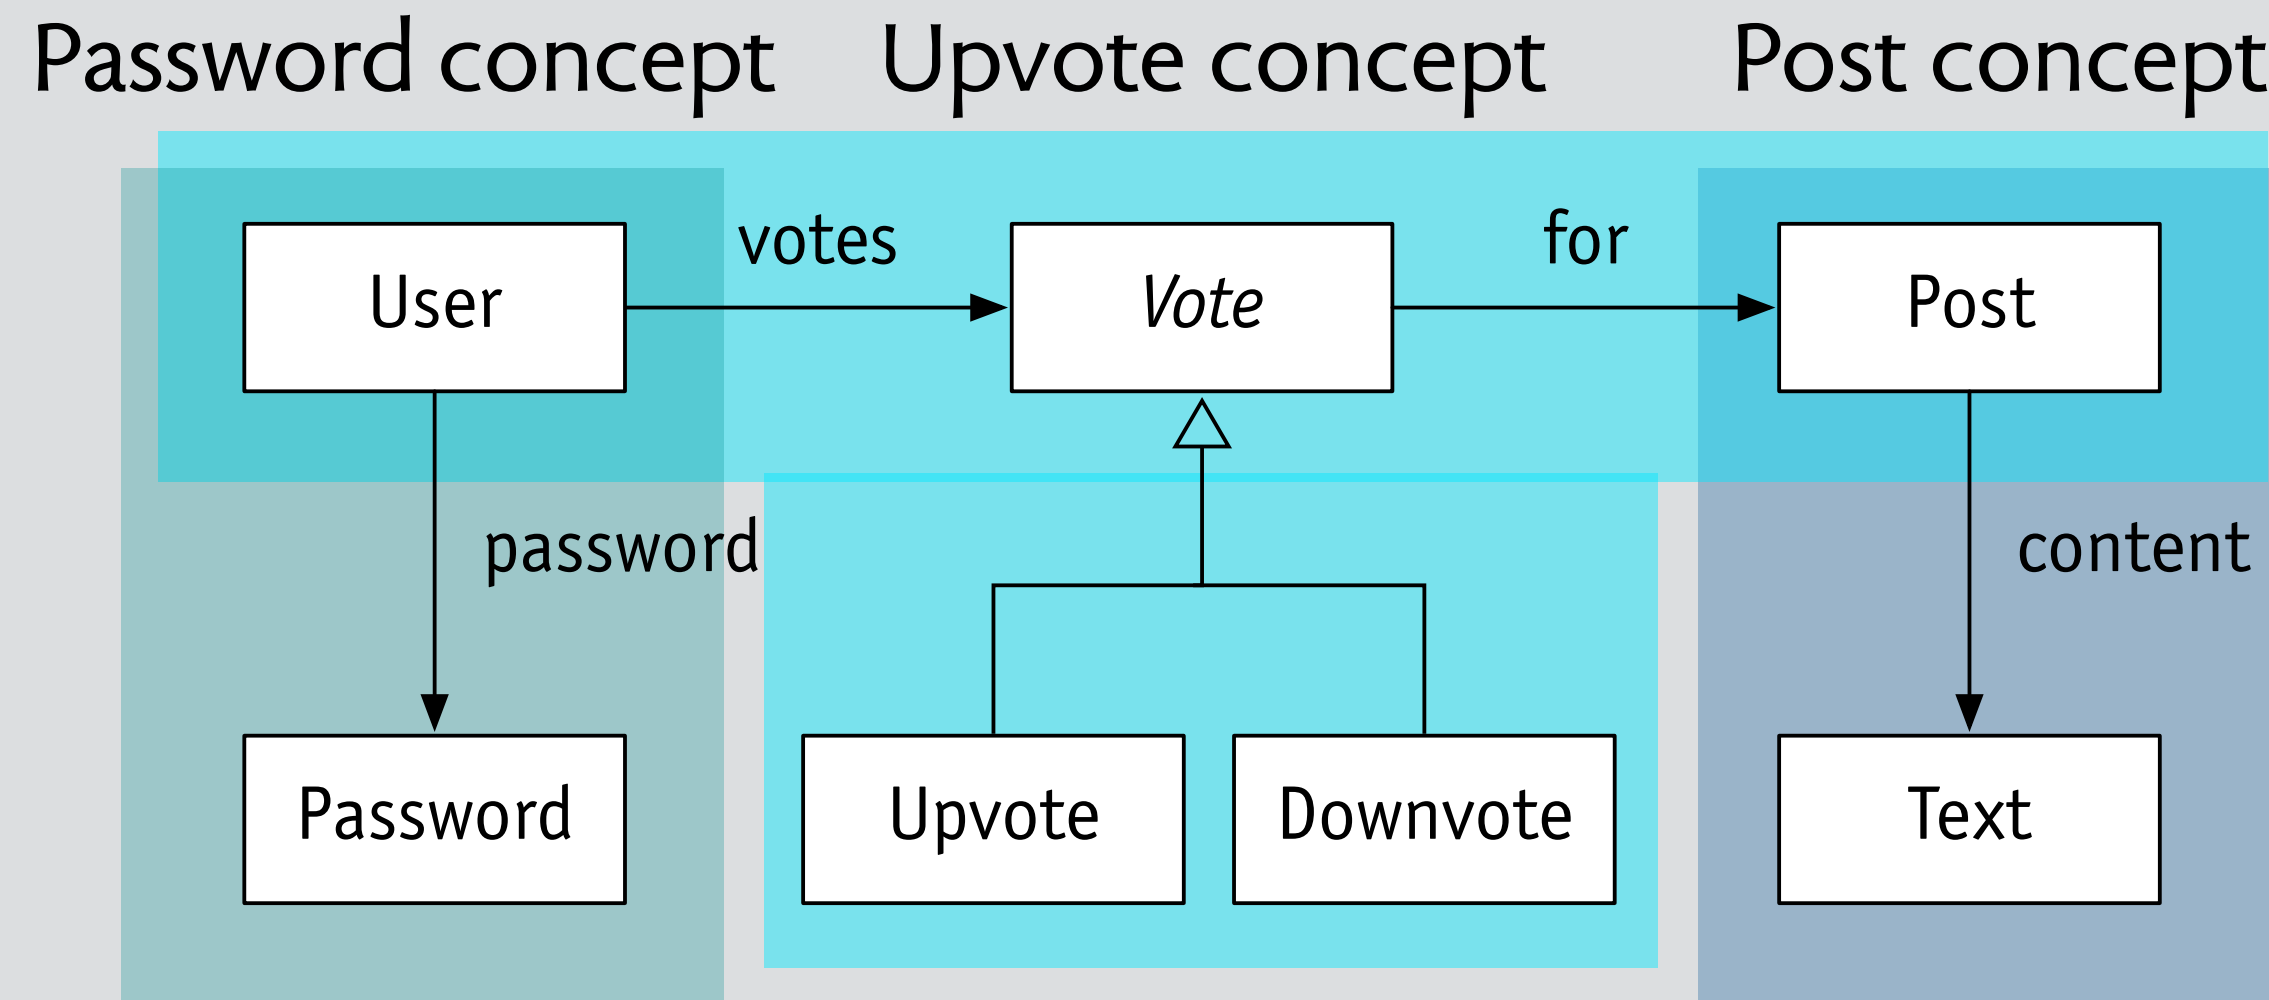 Password concept
Upvote concept
Post concept
votes
for
User
Vote
Post
password
content
Password
Upvote
Downvote
Text